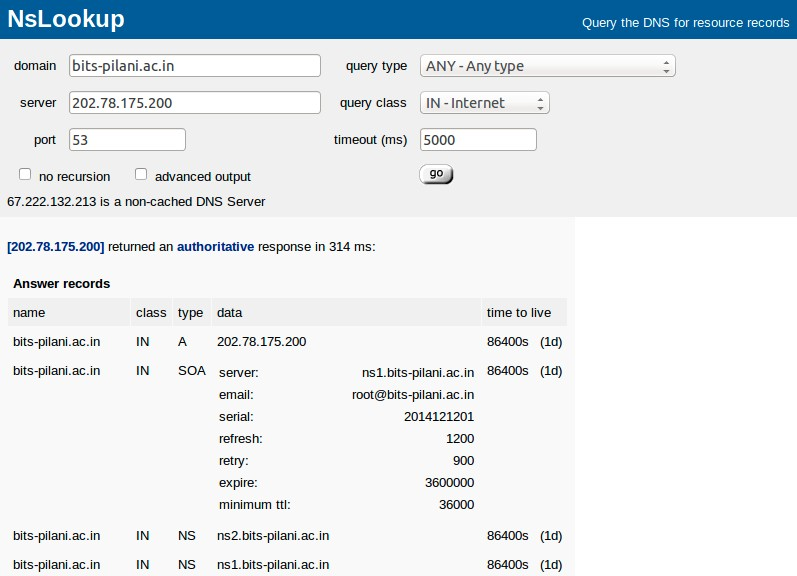 NsLookup
Query the DNS for resource records
domain bits-pilani.ac.in query type ANY - Any type
server 202.78.175.200 query class IN - Internet
port 53 timeout (ms) 5000
no recursion advanced output go
67.222.132.213 is a non-cached DNS Server
[202.78.175.200] returned an authoritative response in 314 ms:
Answer records
name class type data time to live
bits-pilani.ac.in IN A 202.78.175.200 86400s (1d)
bits-pilani.ac.in IN SOA server: ns1.bits-pilani.ac.in 86400s (1d)
email: root@bits-pilani.ac.in
serial: 2014121201
refresh: 1200
retry: 900
expire: 3600000
minimum ttl: 36000
bits-pilani.ac.in IN NS ns2.bits-pilani.ac.in 86400s (1d)
bits-pilani.ac.in IN NS ns1.bits-pilani.ac.in 86400s (1d)